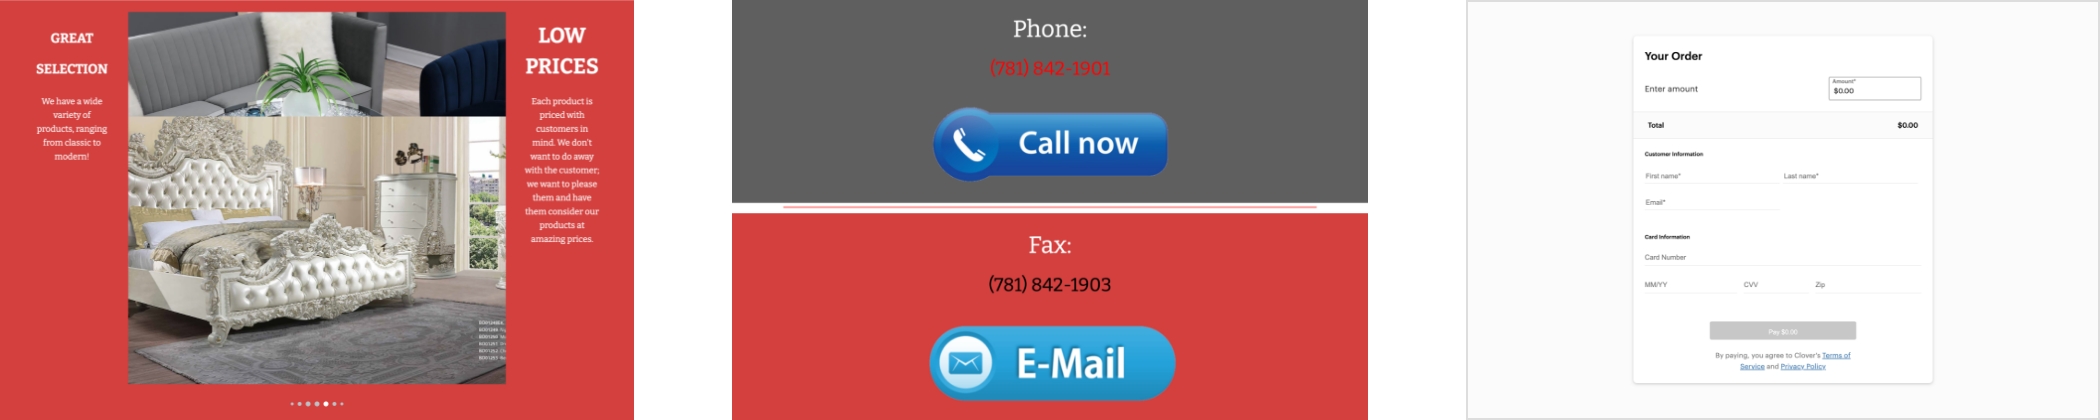 GREAT
SELECTION
We have a wide
variety of
products, ranging
from classic to
modern!
LOW
PRICES
Each product is
priced with
customers in
mind. We don't
want to do away
with the customer;
we want to please
them and have
them consider our
products at
amazing prices.
Phone:
(781) 842-1901
Call now
Fax:
(781) 842-1903
E-Mail
Your Order
Enter amount
Amount*
$0.00
Total $0.00
Customer Information
First name* Last name*
Email*
Card Information
Card Number
MM/YY CVV Zip
Pay $0.00
By paying, you agree to Clover's Terms of
Service and Privacy Policy